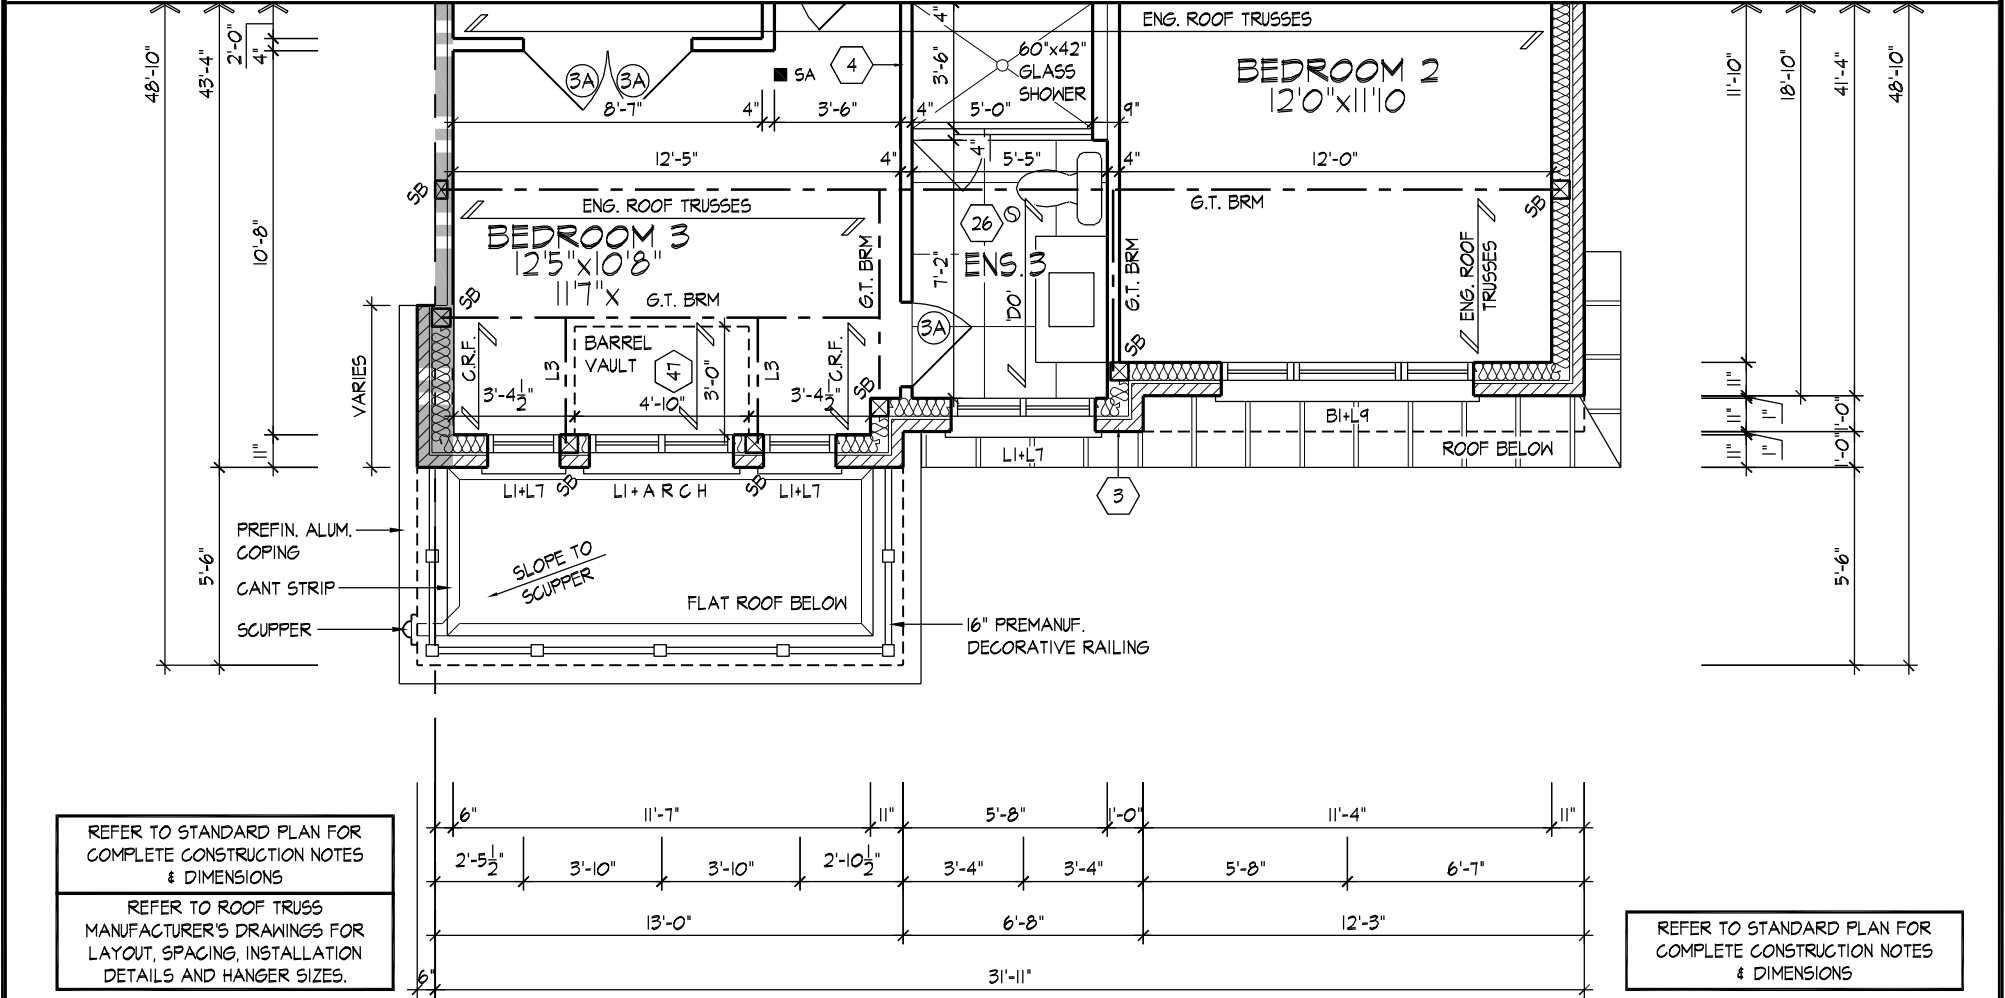 ENG. ROOF TRUSSES
48'-10"
43'-4"
2'-0"
4"
3A
3A
SA
4
4"
3'-6"
60"x42"
GLASS
SHOWER
BEDROOM 2
12'0"x11'10
11'-10"
18'-10"
41'-4"
48'-10"
8'-7"
4"
3'-6"
4"
5'-0"
9"
12'-5"
4"
4"
5'-5"
4"
12'-0"
SB
ENG. ROOF TRUSSES
G.T. BRM
SB
BEDROOM 3
12'5"x10'8"
11'7"x
G.T. BRM
10'-8"
G.T. BRM
26
ENS. 3
7'-2"
'DO'
G.T. BRM
ENG. ROOF
TRUSSES
SB
3A
SB
VARIES
C.R.F.
L3
BARREL
VAULT
47
3'-0"
L3
C.R.F.
SB
3'-4½"
4'-10"
3'-4½"
11"
B1+L9
ROOF BELOW
L1+L7
3
11"
11"
1"
1'-0"
11"
1"
1'-0"
L1+L7
SB
L1+ARCH
SB
L1+L7
PREFIN. ALUM.
COPING
CANT STRIP
SCUPPER
5'-6"
SLOPE TO
SCUPPER
FLAT ROOF BELOW
16" PREMANUF.
DECORATIVE RAILING
5'-6"
6"
11'-7"
11"
5'-8"
1'-0"
11'-4"
11"
2'-5½"
3'-10"
3'-10"
2'-10½"
3'-4"
3'-4"
5'-8"
6'-7"
13'-0"
6'-8"
12'-3"
6"
31'-11"
REFER TO STANDARD PLAN FOR
COMPLETE CONSTRUCTION NOTES
& DIMENSIONS
REFER TO ROOF TRUSS
MANUFACTURER'S DRAWINGS FOR
LAYOUT, SPACING, INSTALLATION
DETAILS AND HANGER SIZES.
REFER TO STANDARD PLAN FOR
COMPLETE CONSTRUCTION NOTES
& DIMENSIONS